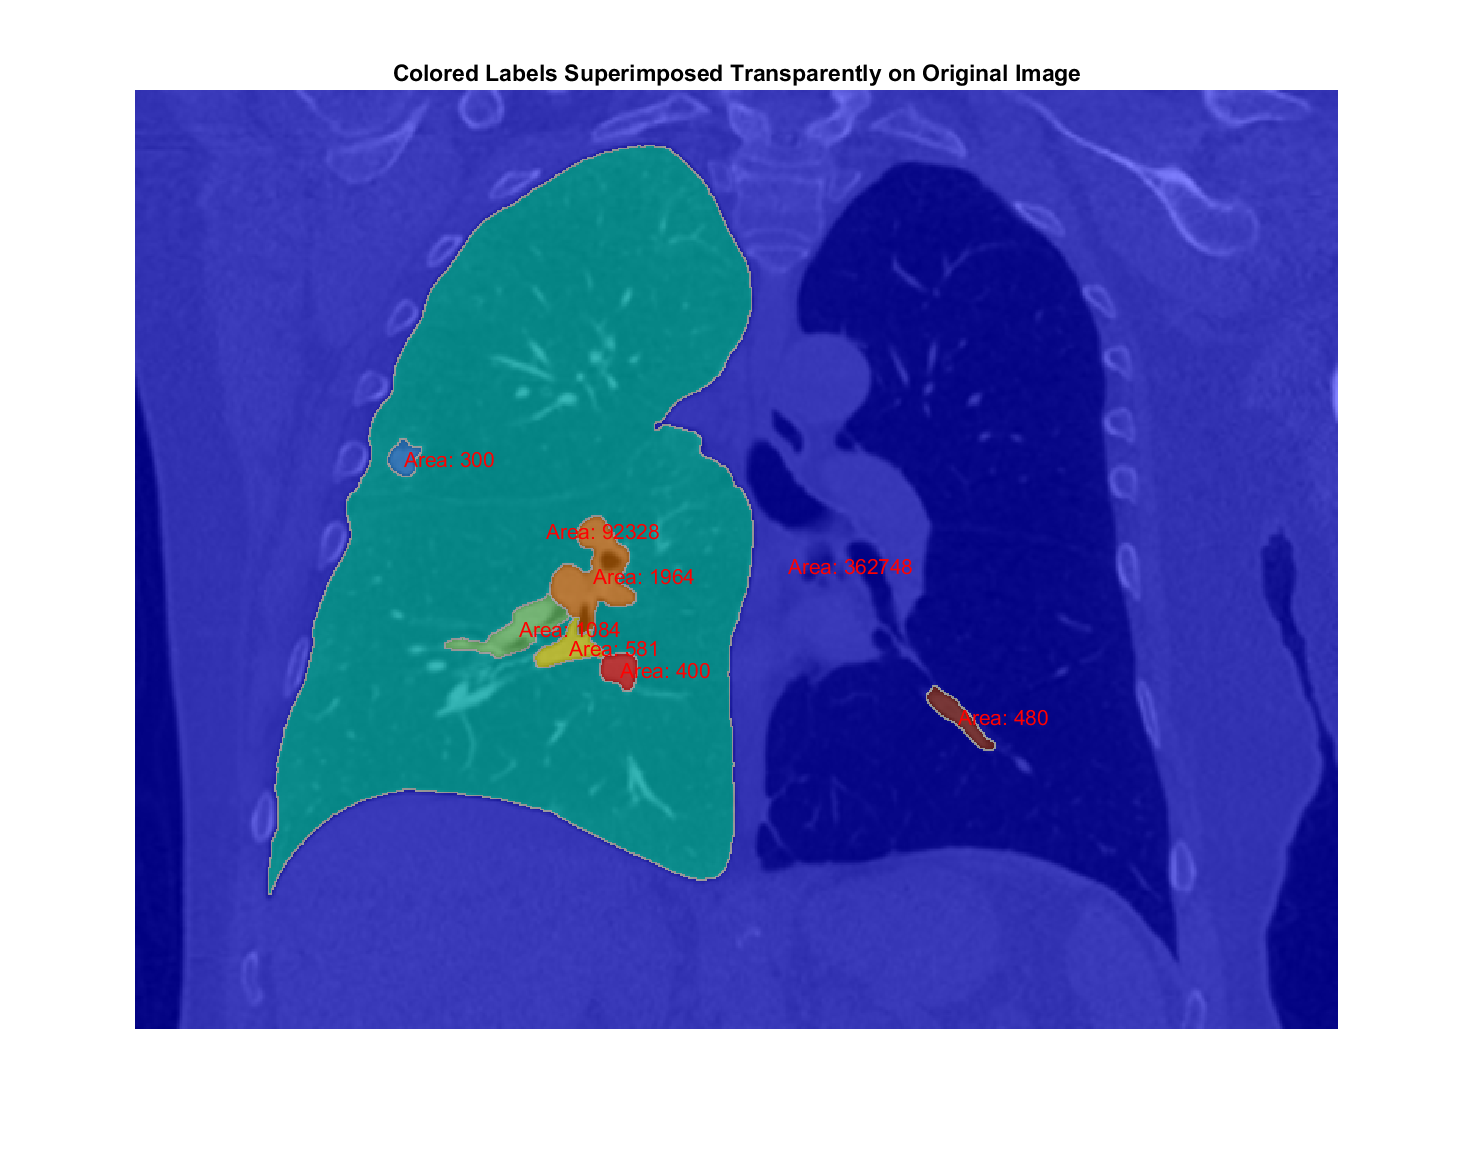 Colored Labels Superimposed Transparently on Original Image
Area: 300
Area: 92328
Area: 362748
Area: 1964
Area: 1084
Area: 581
Area: 400
Area: 480